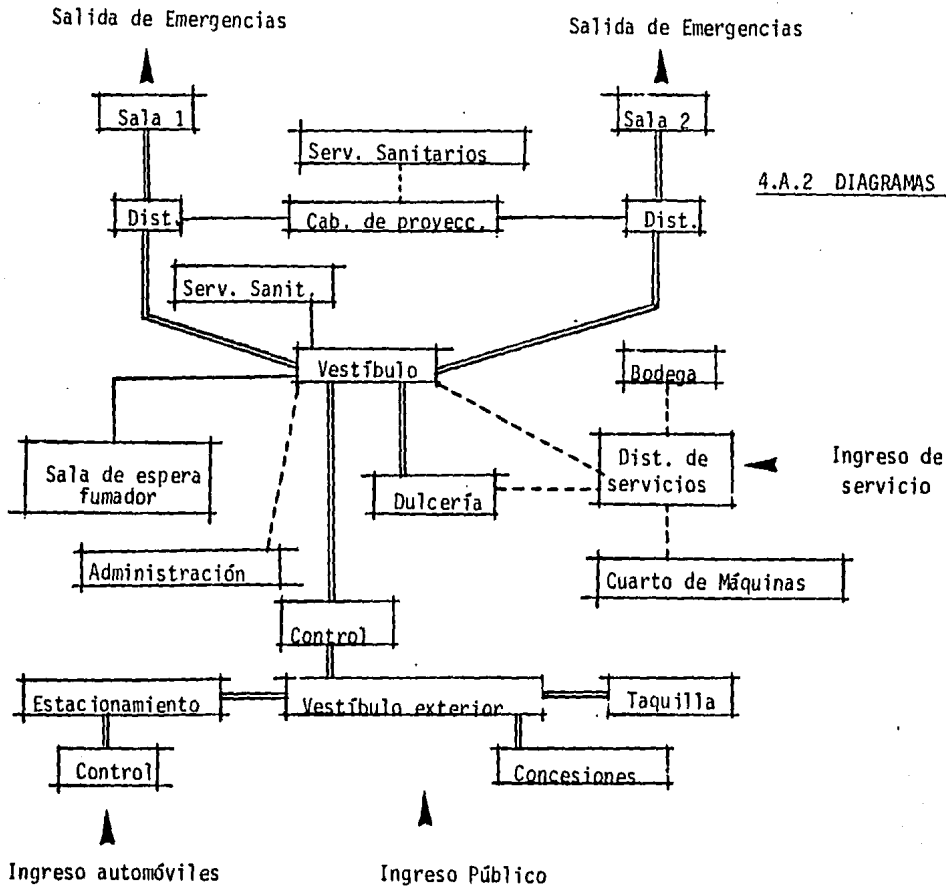 Salida de Emergencias
Salida de Emergencias
Sala 1
Sala 2
Serv. Sanitarios
4.A.2 DIAGRAMAS
Dist.
Cab. de proyecc.
Dist.
Serv. Sanit.
Vestíbulo
Bodega
Sala de espera
fumador
Dulcería
Dist. de
servicios
Ingreso de
servicio
Administración
Cuarto de Máquinas
Control
Estacionamiento
Vestíbulo exterior
Taquilla
Control
Concesiones
Ingreso automóviles
Ingreso Público